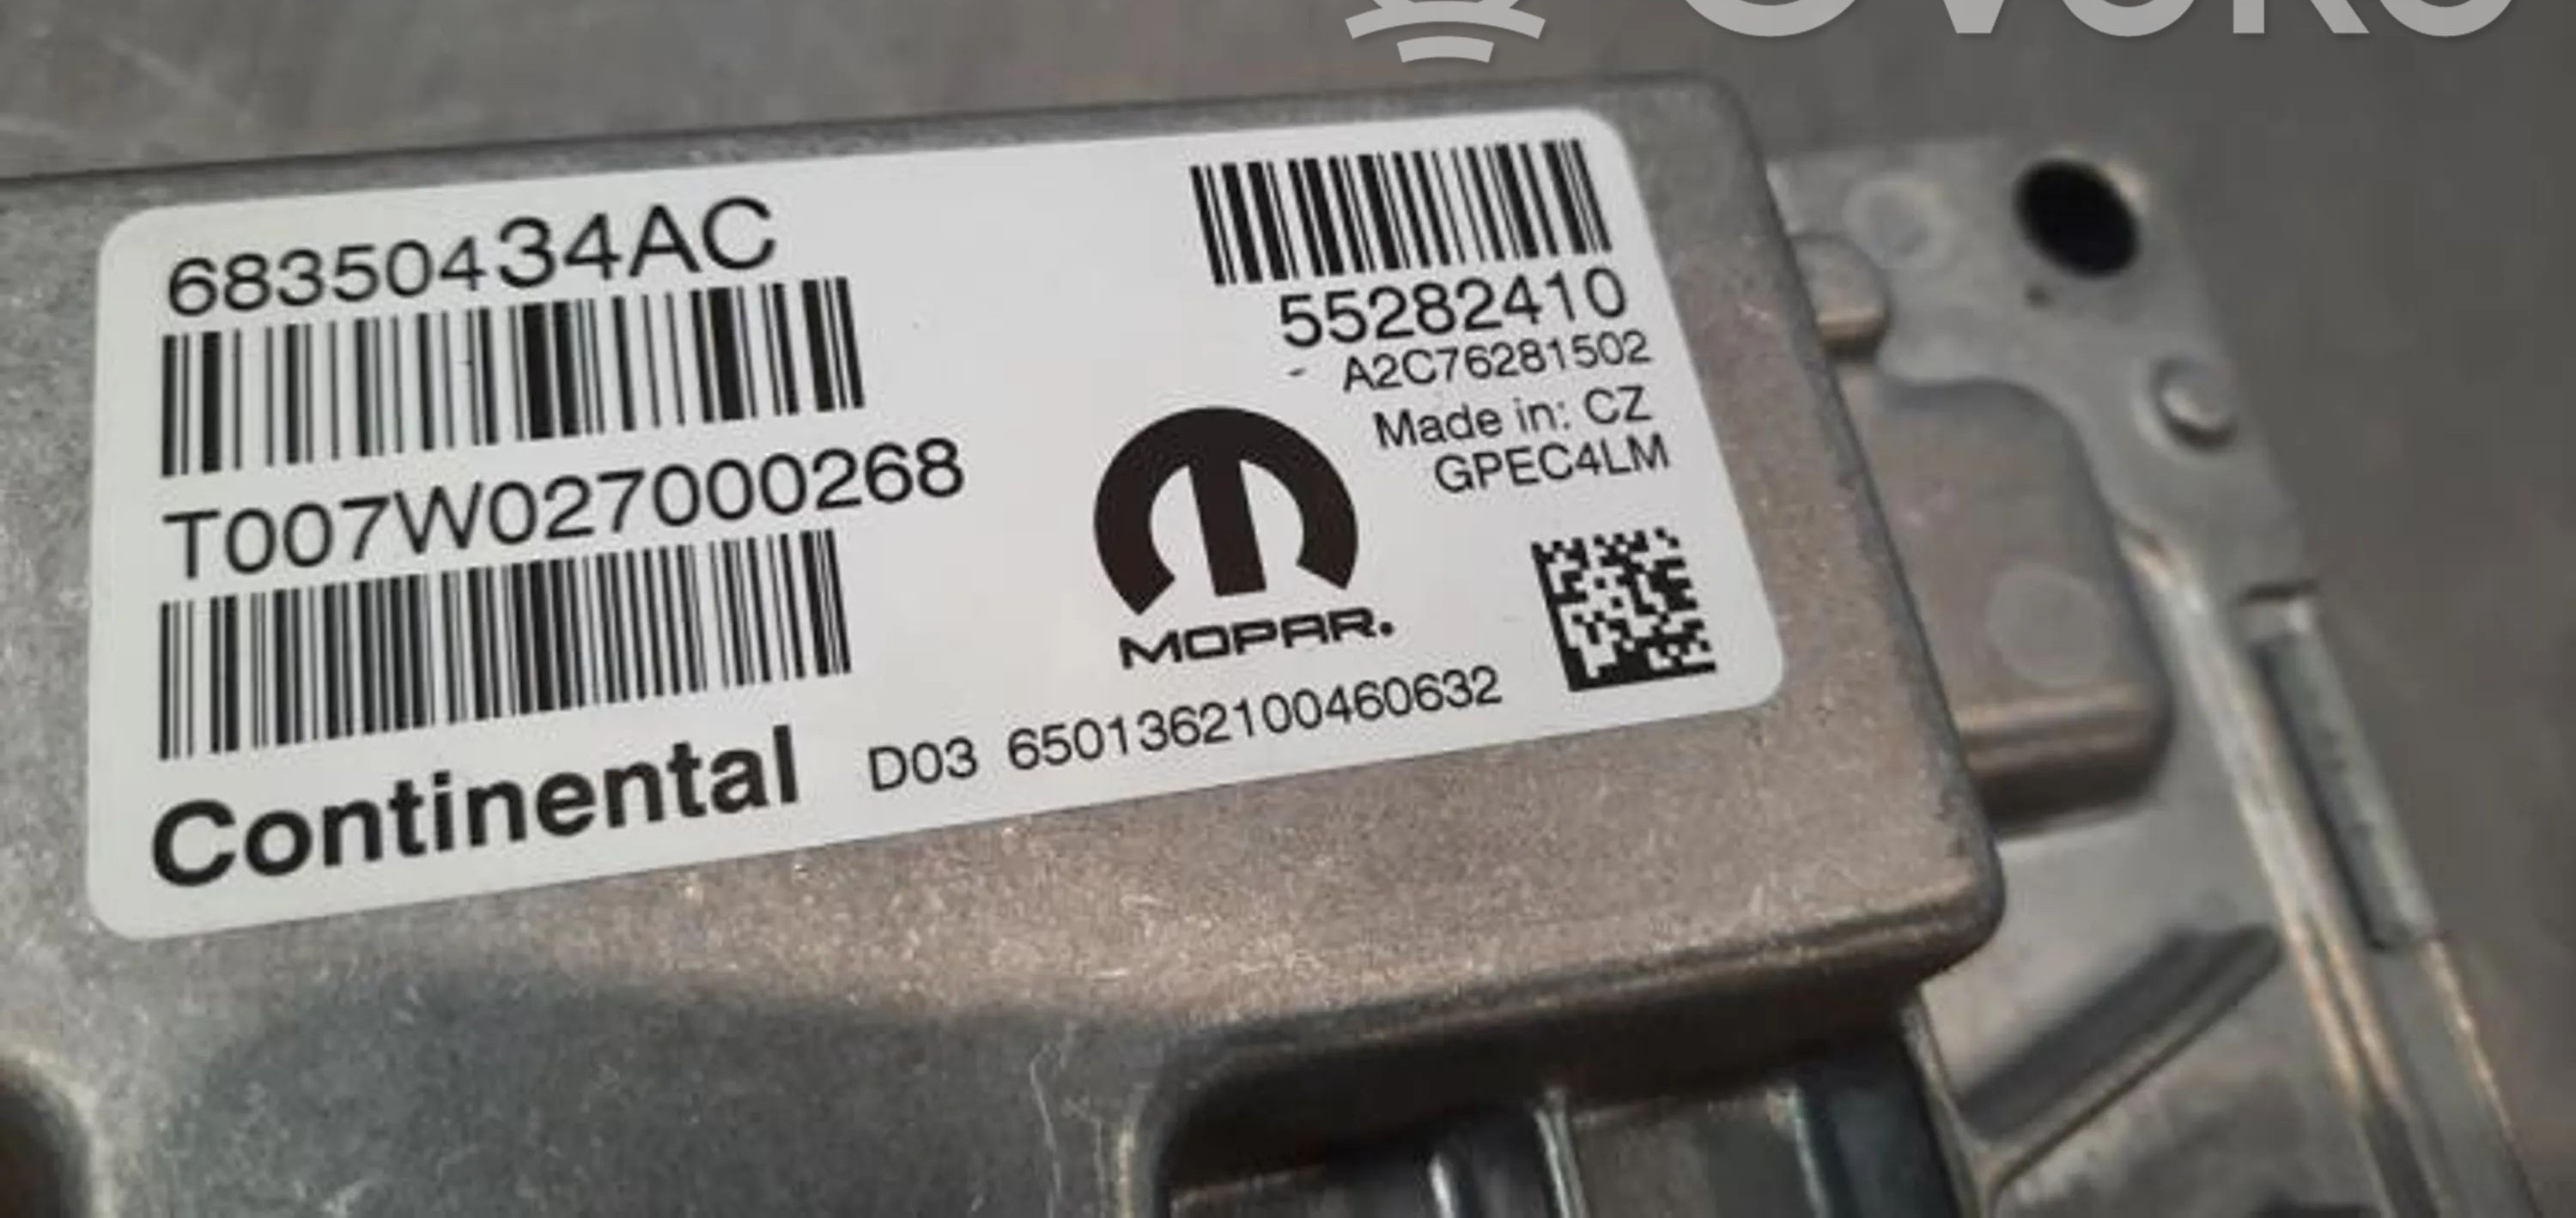 68350434AC
T007W027000268
Continental
55282410
- A2C76281502
Made in: CZ
GPEC4LM
MOPAR.
D03 6501362100460632